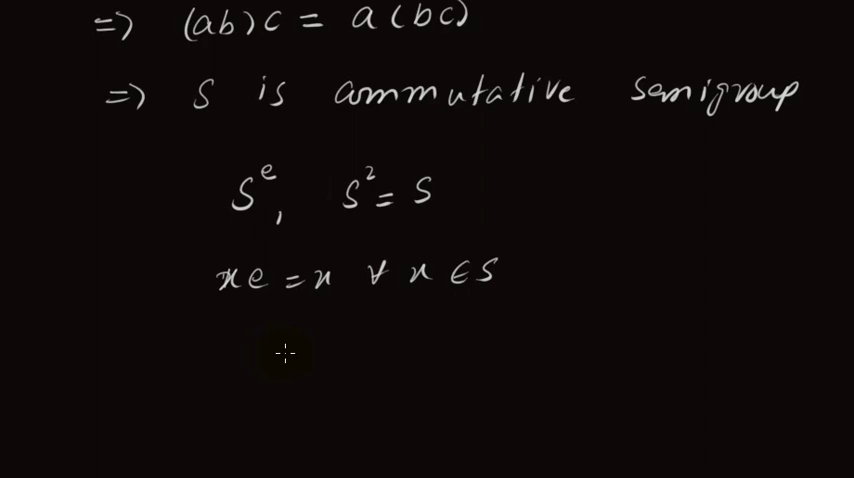 => (ab)c = a(bc)
=> S is commutative semigroup
S^e, S^2 = S
xe = x ∀ x ∈ S